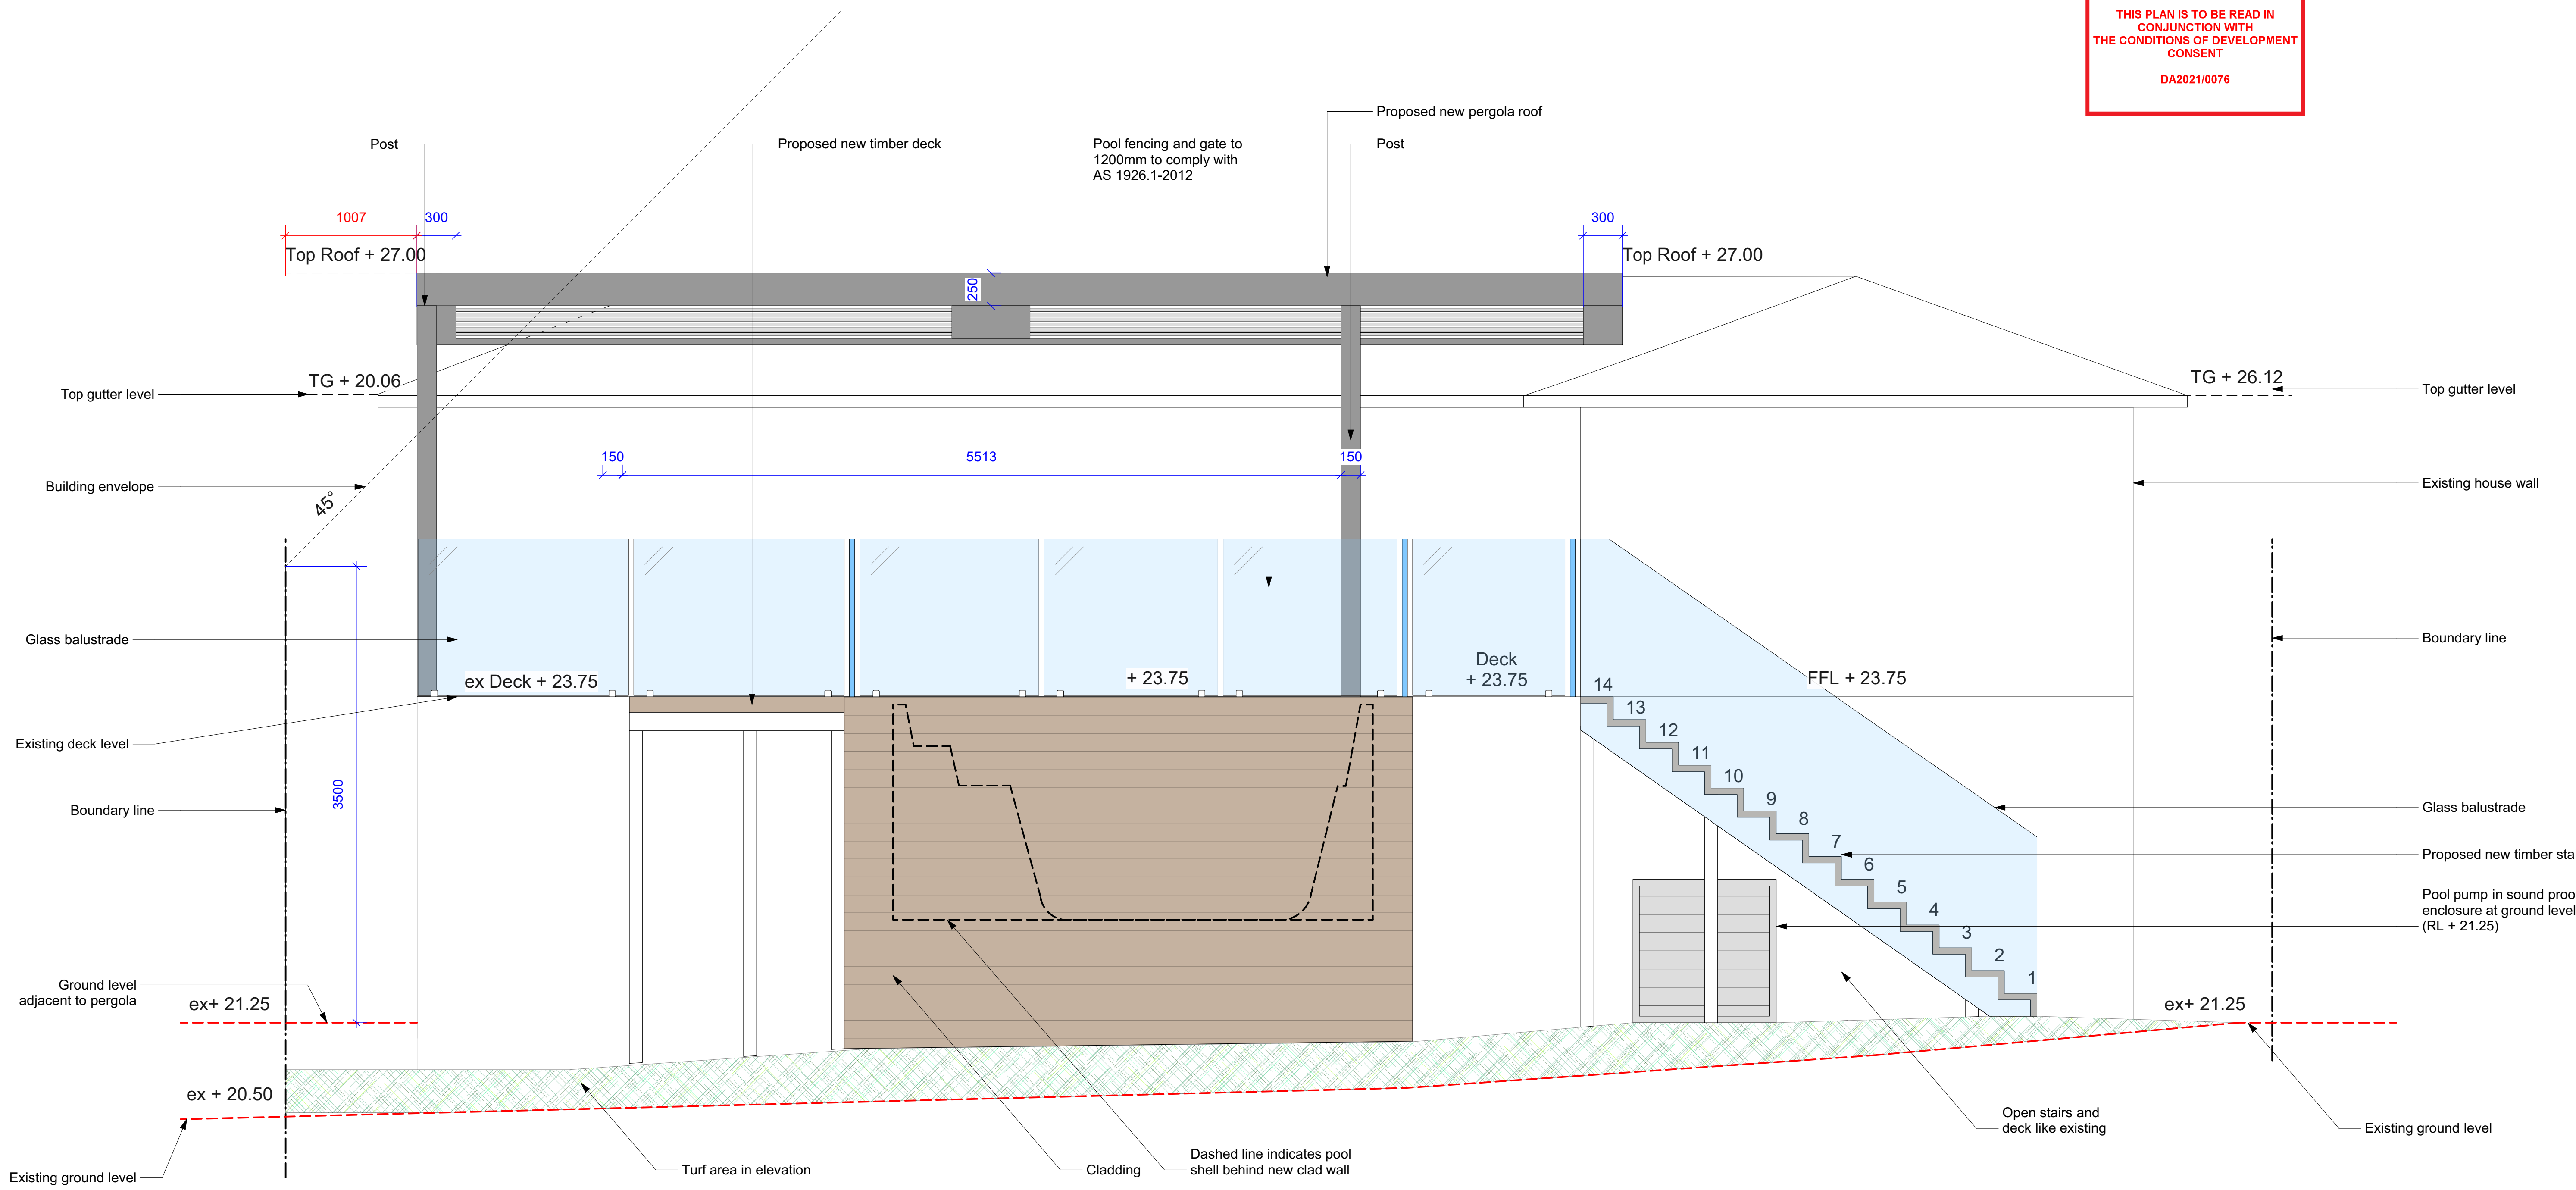 THIS PLAN IS TO BE READ IN
CONJUNCTION WITH
THE CONDITIONS OF DEVELOPMENT
CONSENT
DA2021/0076
Proposed new pergola roof
Post
Proposed new timber deck
Pool fencing and gate to
1200mm to comply with
AS 1926.1-2012
Post
1007
300
300
Top Roof + 27.00
Top Roof + 27.00
250
TG + 20.06
TG + 26.12
Top gutter level
Top gutter level
150
5513
150
Building envelope
45°
Existing house wall
Glass balustrade
Boundary line
ex Deck + 23.75
+ 23.75
Deck
+ 23.75
FFL + 23.75
14
13
12
11
10
9
8
7
6
5
4
3
2
1
Existing deck level
3500
Boundary line
Glass balustrade
Proposed new timber
Pool pump in sound
enclosure at ground level
(RL + 21.25)
Ground level
adjacent to pergola
ex+ 21.25
ex+ 21.25
ex + 20.50
Open stairs and
deck like existing
Existing ground level
Existing ground level
Turf area in elevation
Cladding
Dashed line indicates pool
shell behind new clad wall